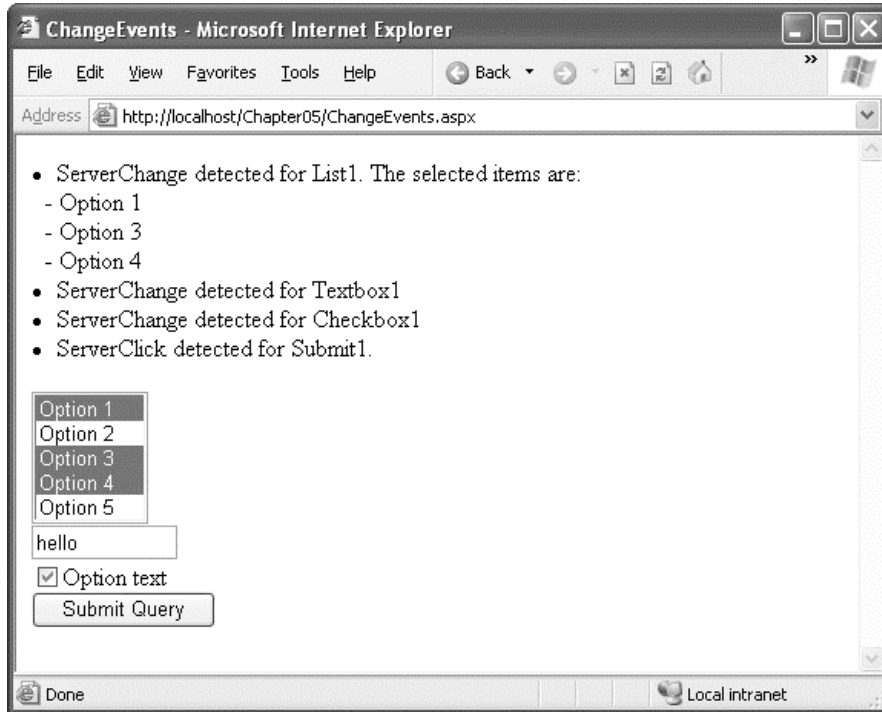 ChangeEvents - Microsoft Internet Explorer
File Edit View Favorites Tools Help Back »
Address http://localhost/Chapter05/ChangeEvents.aspx
• ServerChange detected for List1. The selected items are:
- Option 1
- Option 3
- Option 4
• ServerChange detected for Textbox1
• ServerChange detected for Checkbox1
• ServerClick detected for Submit1.
Option 1
Option 2
Option 3
Option 4
Option 5
hello
Option text
Submit Query
Done Local intranet